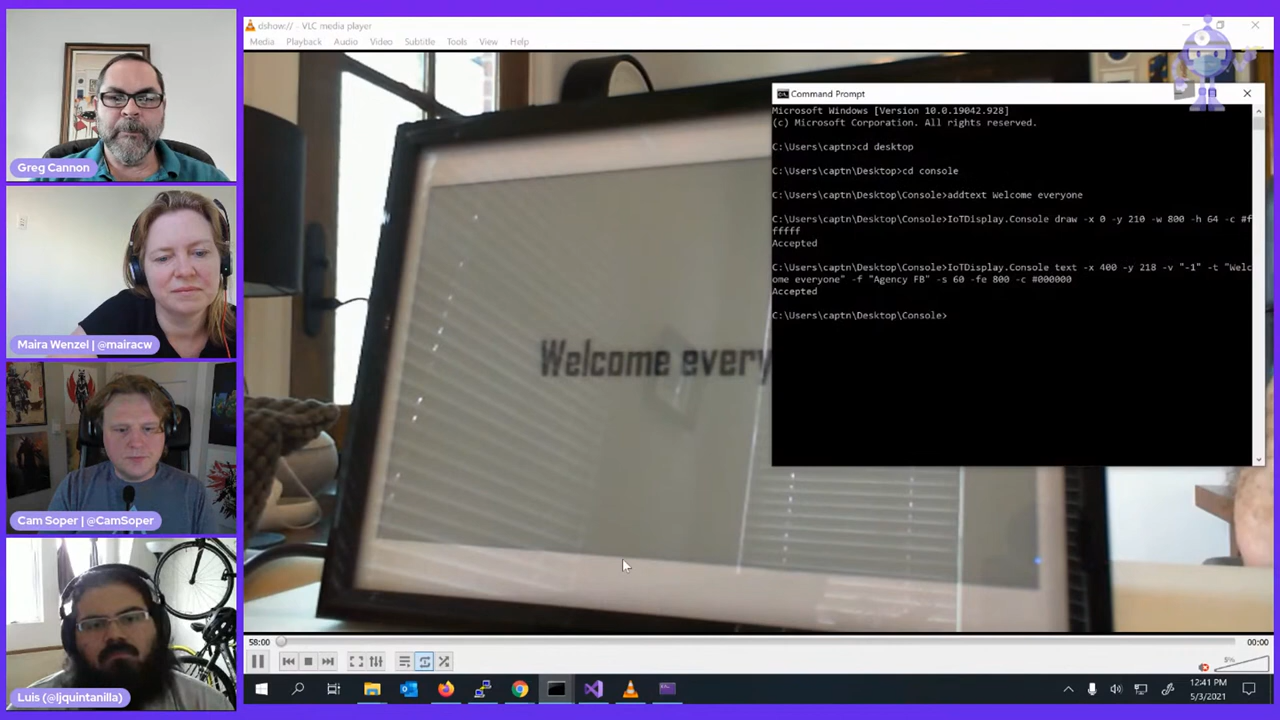 Greg Cannon
Maira Wenzel | @mairacw
Cam Soper | @CamSoper
Luis (@ljquintanilla)
dshow:// - VLC media player
Media Playback Audio Video Subtitle Tools View Help
Welcome every
Command Prompt
Microsoft Windows [Version 10.0.19042.928]
(c) Microsoft Corporation. All rights reserved.
C:\Users\captn>cd desktop
C:\Users\captn\Desktop>cd console
C:\Users\captn\Desktop\Console>addtext Welcome everyone
C:\Users\captn\Desktop\Console>IoTDisplay.Console draw -x 0 -y 210 -w 800 -h 64 -c #f
fffff
Accepted
C:\Users\captn\Desktop\Console>IoTDisplay.Console text -x 400 -y 218 -v "-1" -t "Welc
ome everyone" -f "Agency FB" -s 60 -fe 800 -c #000000
Accepted
C:\Users\captn\Desktop\Console>
58:00
00:00
5%
12:41 PM
5/3/2021